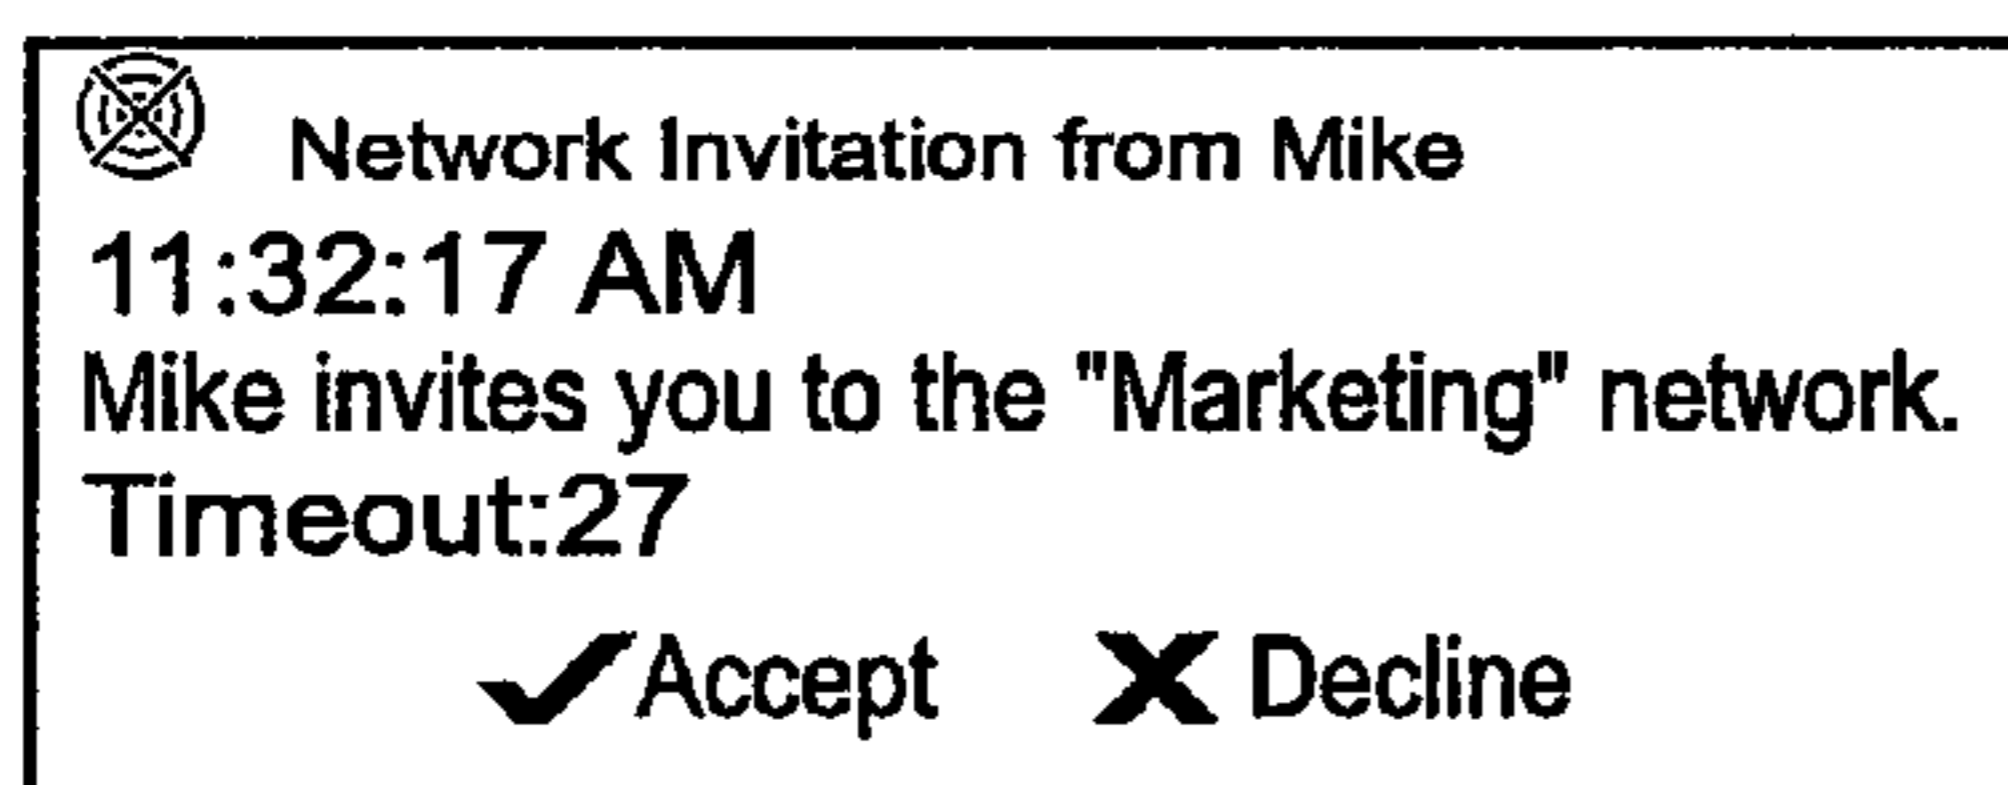 Network Invitation from Mike
11:32:17 AM
Mike invites you to the "Marketing" network.
Timeout:27
Accept Decline